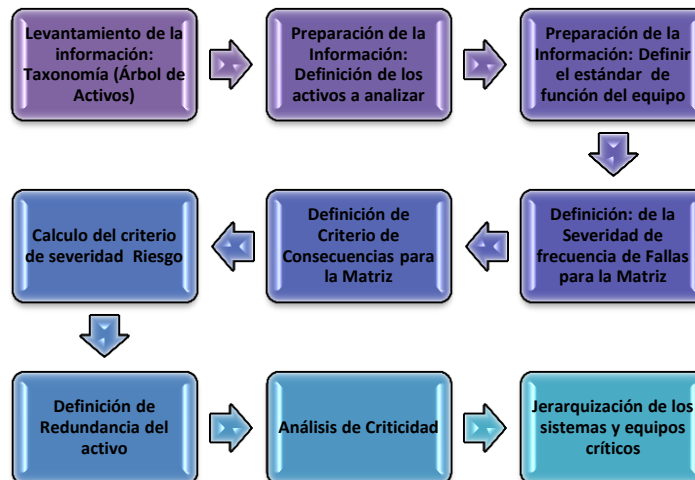 Levantamiento de la
información:
Taxonomía (Árbol de
Activos)
Preparación de la
Información:
Definición de los
activos a analizar
Preparación de la
Información: Definir
el estándar de
función del equipo
Definición: de la
Severidad de
frecuencia de Fallas
para la Matriz
Definición de
Criterio de
Consecuencias para
la Matriz
Calculo del criterio
de severidad Riesgo
Definición de
Redundancia del
activo
Análisis de Criticidad
Jerarquización de los
sistemas y equipos
críticos